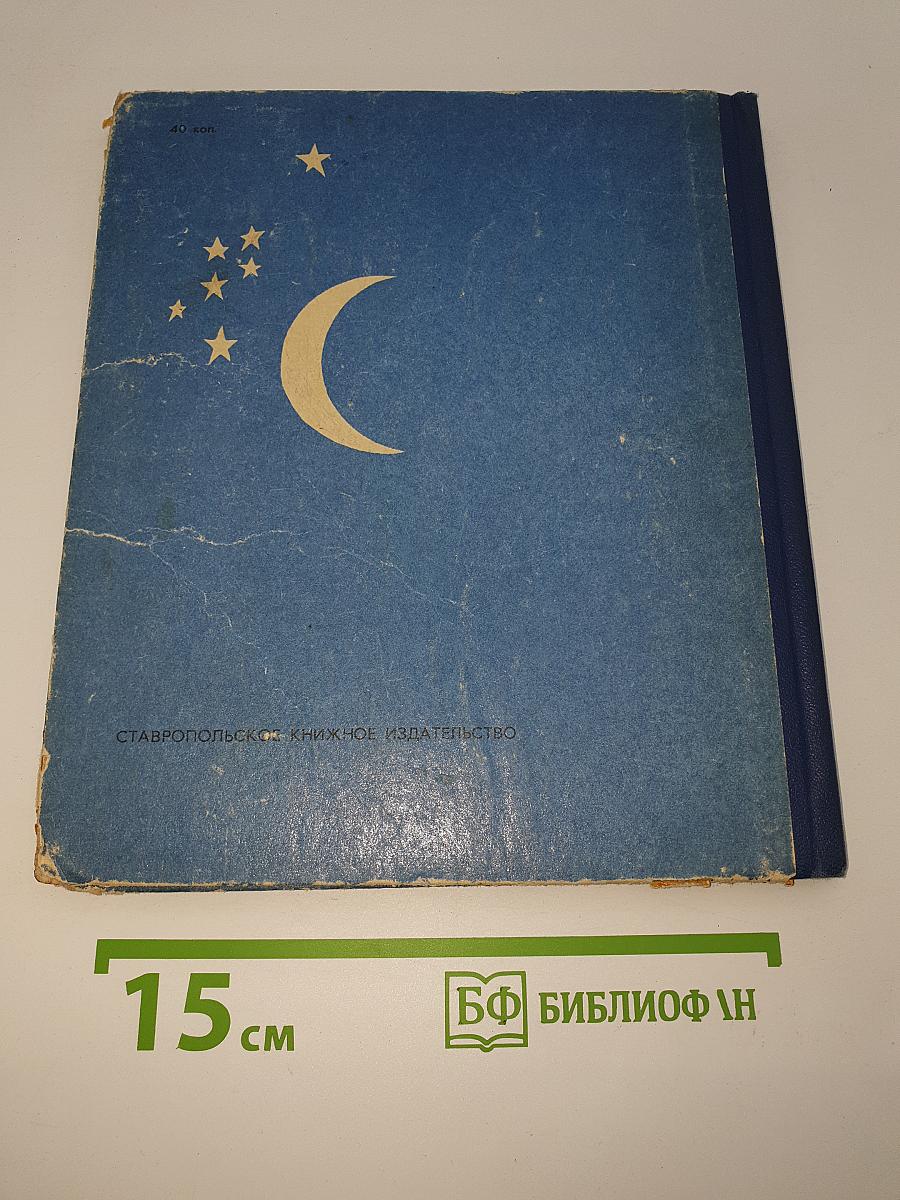 40 коп.
СТАВРОПОЛЬСКОЕ КНИЖНОЕ ИЗДАТЕЛЬСТВО
15 см
БФ БИБЛИОФ\Н